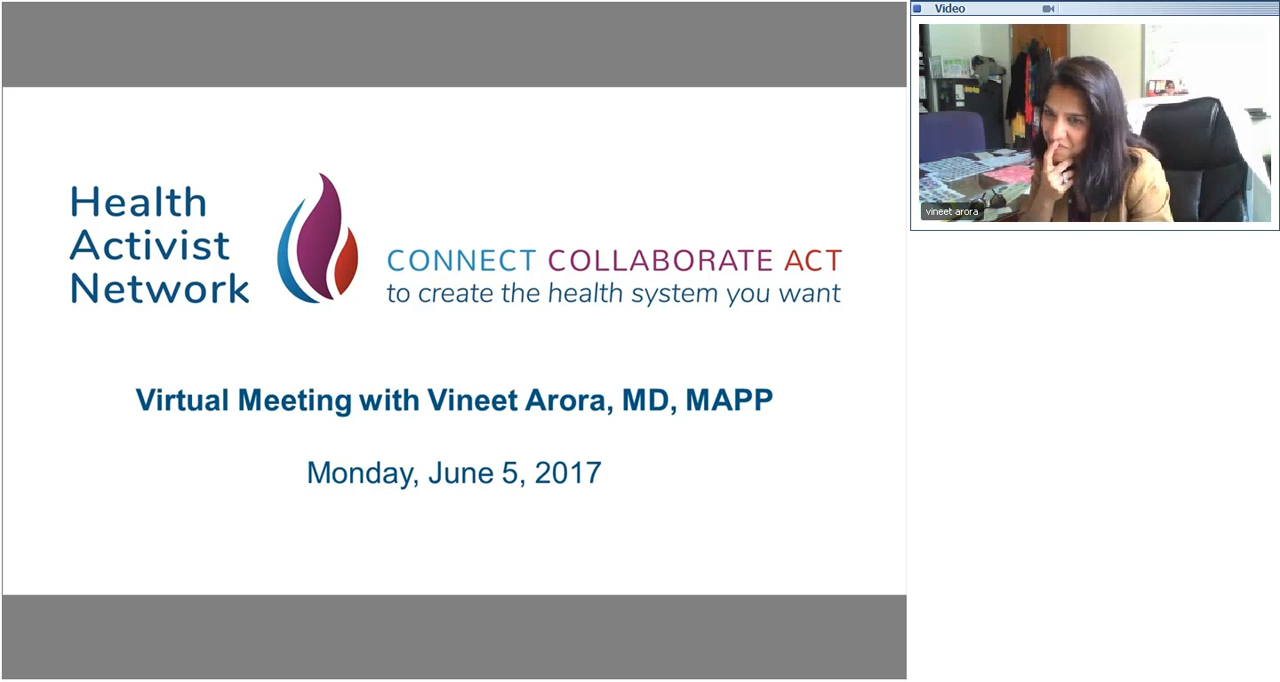 Video
Health
Activist
Network
CONNECT COLLABORATE ACT
to create the health system you want
Virtual Meeting with Vineet Arora, MD, MAPP
Monday, June 5, 2017
vineet arora